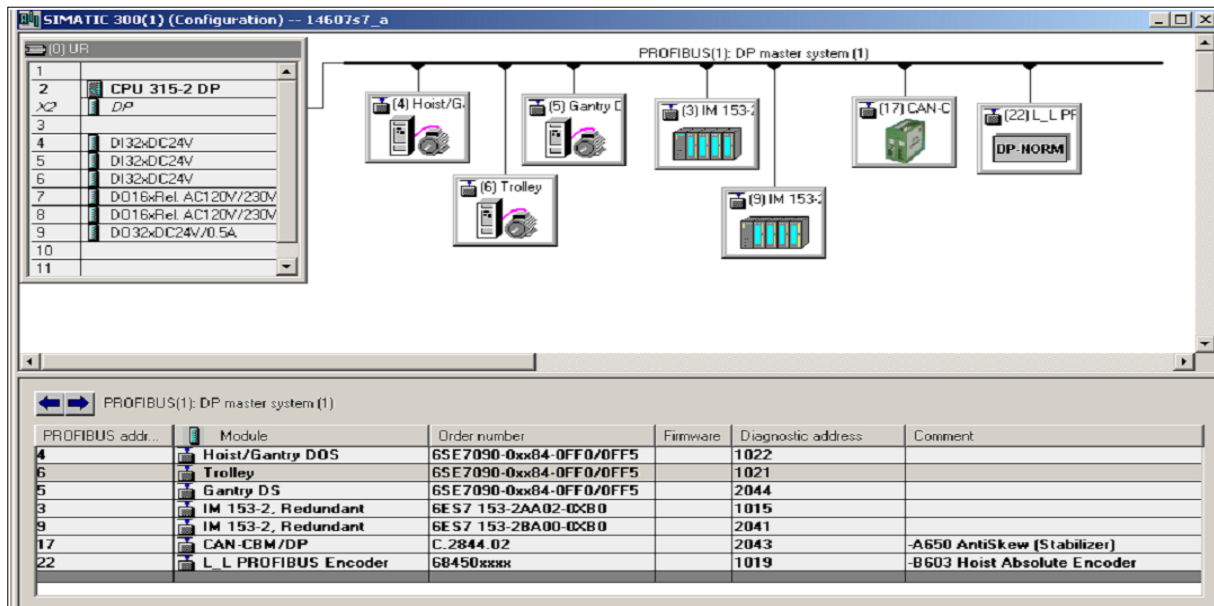 SIMATIC 300(1) (Configuration) -- 14607s7_a
(0) UR
1
2 CPU 315-2 DP
X2 DP
3
4 DI32xDC24V
5 DI32xDC24V
6 DI32xDC24V
7 DO16xRel. AC120V/230V
8 DO16xRel. AC120V/230V
9 DO32xDC24V/0.5A
10
11
PROFIBUS(1): DP master system (1)
(4) Hoist/G
(5) Gantry D
(3) IM 153-2
(17) CAN-C
(22) L_L PF
DP-NORM
(6) Trolley
(9) IM 153-2
PROFIBUS(1): DP master system (1)
PROFIBUS addr... Module Order number Firmware Diagnostic address Comment
4 Hoist/Gantry DOS 6SE7090-0xx84-0FF0/0FF5 1022
6 Trolley 6SE7090-0xx84-0FF0/0FF5 1021
5 Gantry DS 6SE7090-0xx84-0FF0/0FF5 2044
3 IM 153-2, Redundant 6ES7 153-2AA02-0XB0 1015
9 IM 153-2, Redundant 6ES7 153-2BA00-0XB0 2041
17 CAN-CBM/DP C.2844.02 2043 -A650 AntiSkew (Stabilizer)
22 L_L PROFIBUS Encoder 68450xxxx 1019 -B603 Hoist Absolute Encoder